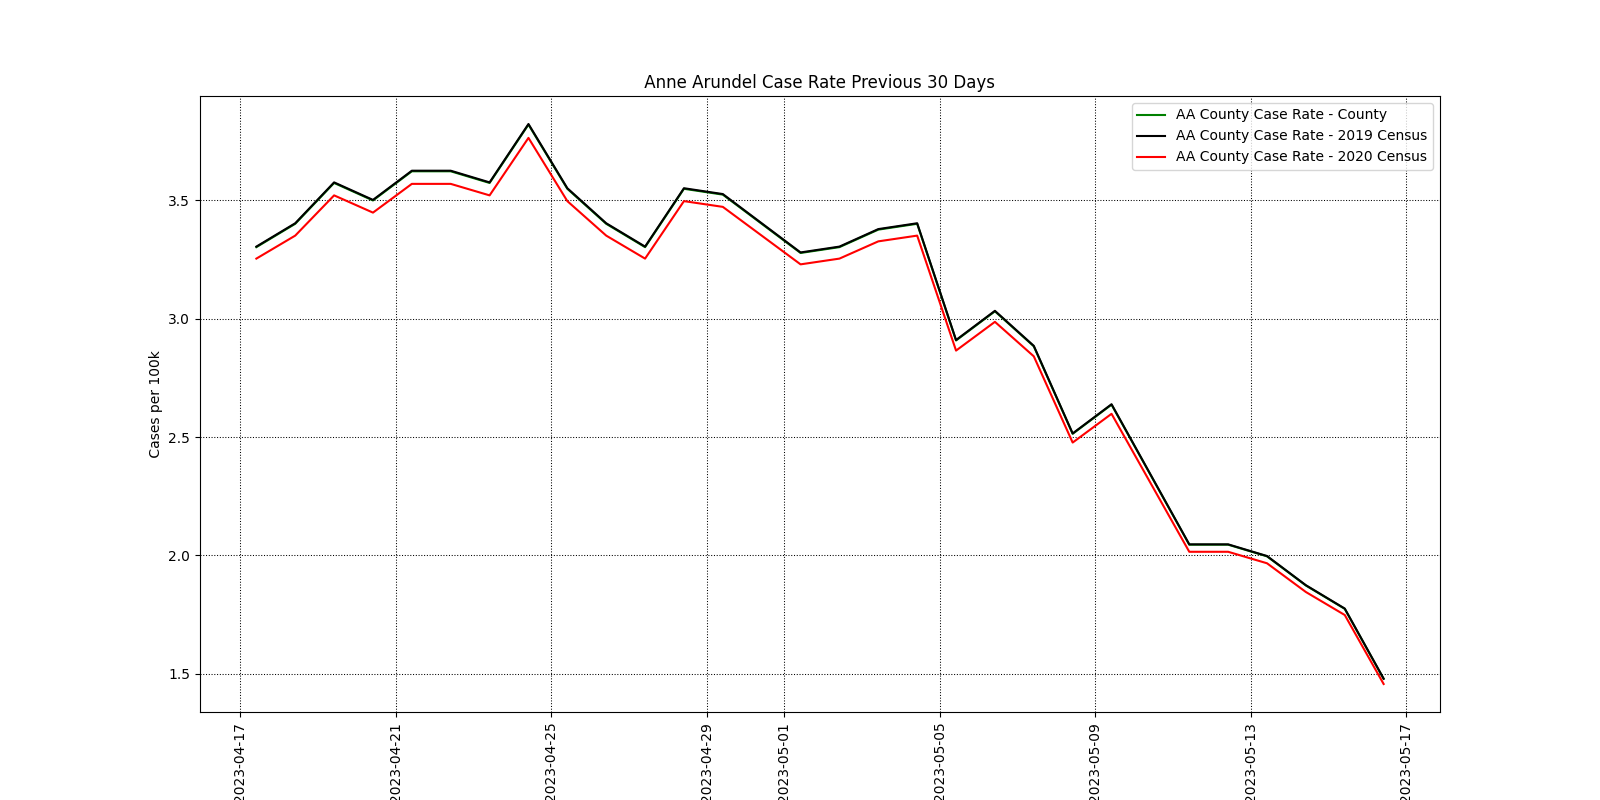 Anne Arundel Case Rate Previous 30 Days
AA County Case Rate - County
AA County Case Rate - 2019 Census
AA County Case Rate - 2020 Census
Cases per 100k
3.5
3.0
2.5
2.0
1.5
2023-04-17
2023-04-21
2023-04-25
2023-04-29
2023-05-01
2023-05-05
2023-05-09
2023-05-13
2023-05-17